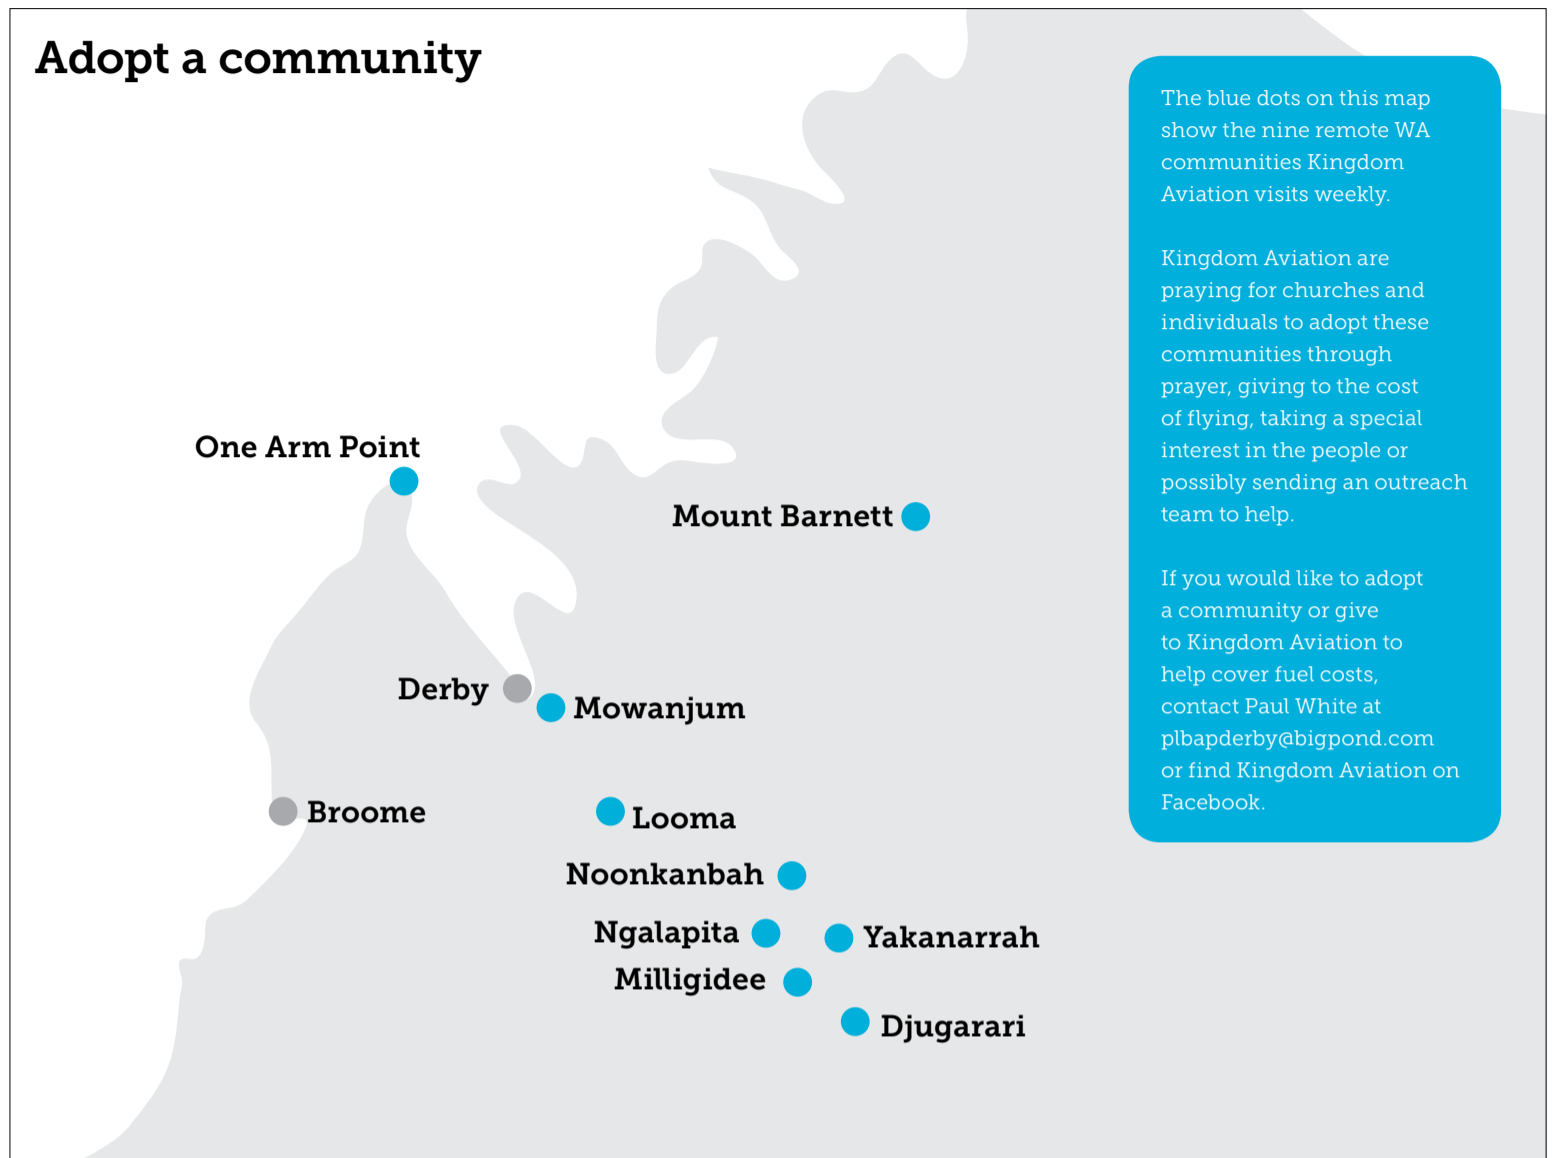 Adopt a community
The blue dots on this map
show the nine remote WA
communities Kingdom
Aviation visits weekly.
Kingdom Aviation are
praying for churches and
individuals to adopt these
communities through
prayer, giving to the cost
of flying, taking a special
interest in the people or
possibly sending an outreach
team to help.
If you would like to adopt
a community or give
to Kingdom Aviation to
help cover fuel costs,
contact Paul White at
plbapderby@bigpond.com
or find Kingdom Aviation on
Facebook.
One Arm Point
Mount Barnett
Derby
Mowanjum
Broome
Looma
Noonkanbah
Ngalapita
Yakanarrah
Milligidee
Djugarari